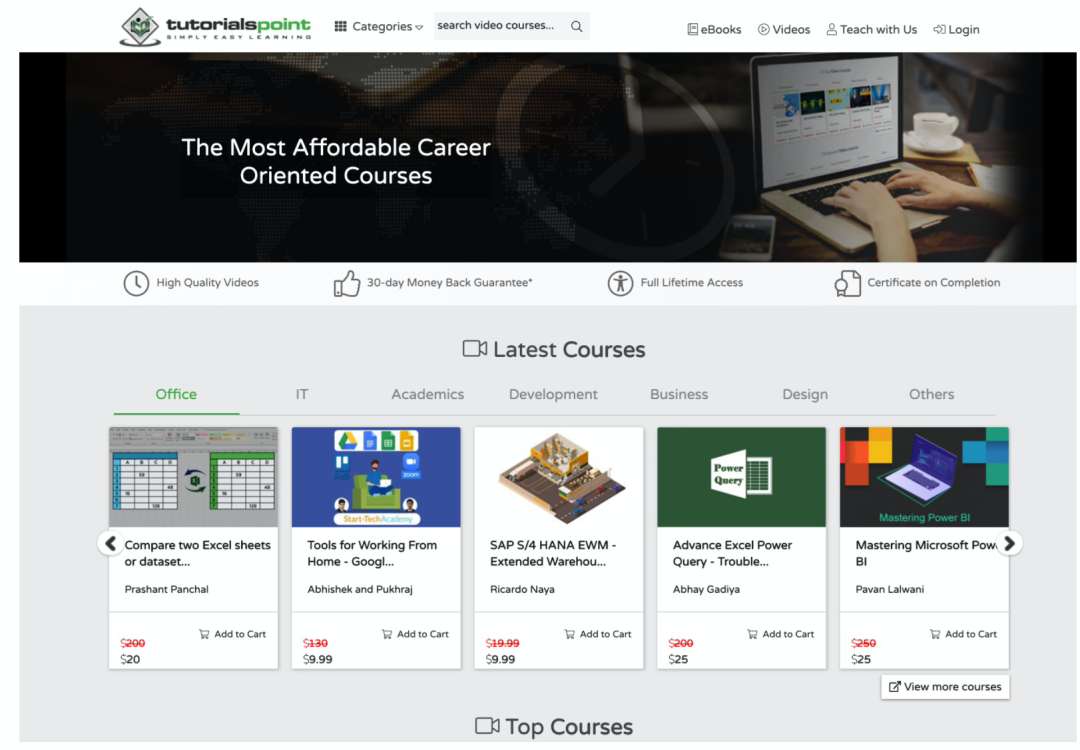 tutorialspoint
SIMPLY EASY LEARNING
Categories
search video courses...
eBooks
Videos
Teach with Us
Login
The Most Affordable Career
Oriented Courses
High Quality Videos
30-day Money Back Guarantee*
Full Lifetime Access
Certificate on Completion
Latest Courses
Office
IT
Academics
Development
Business
Design
Others
A B C D
A B C D
zoom
Start-TechAcademy
Power
Query
Mastering Power BI
Compare two Excel sheets
or dataset...
Prashant Panchal
$200
Add to Cart
$20
Tools for Working From
Home - Googl...
Abhishek and Pukhraj
$130
Add to Cart
$9.99
SAP S/4 HANA EWM -
Extended Warehou...
Ricardo Naya
$19.99
Add to Cart
$9.99
Advance Excel Power
Query - Trouble...
Abhay Gadiya
$200
Add to Cart
$25
Mastering Microsoft Pow
BI
Pavan Lalwani
$250
Add to Cart
$25
View more courses
Top Courses